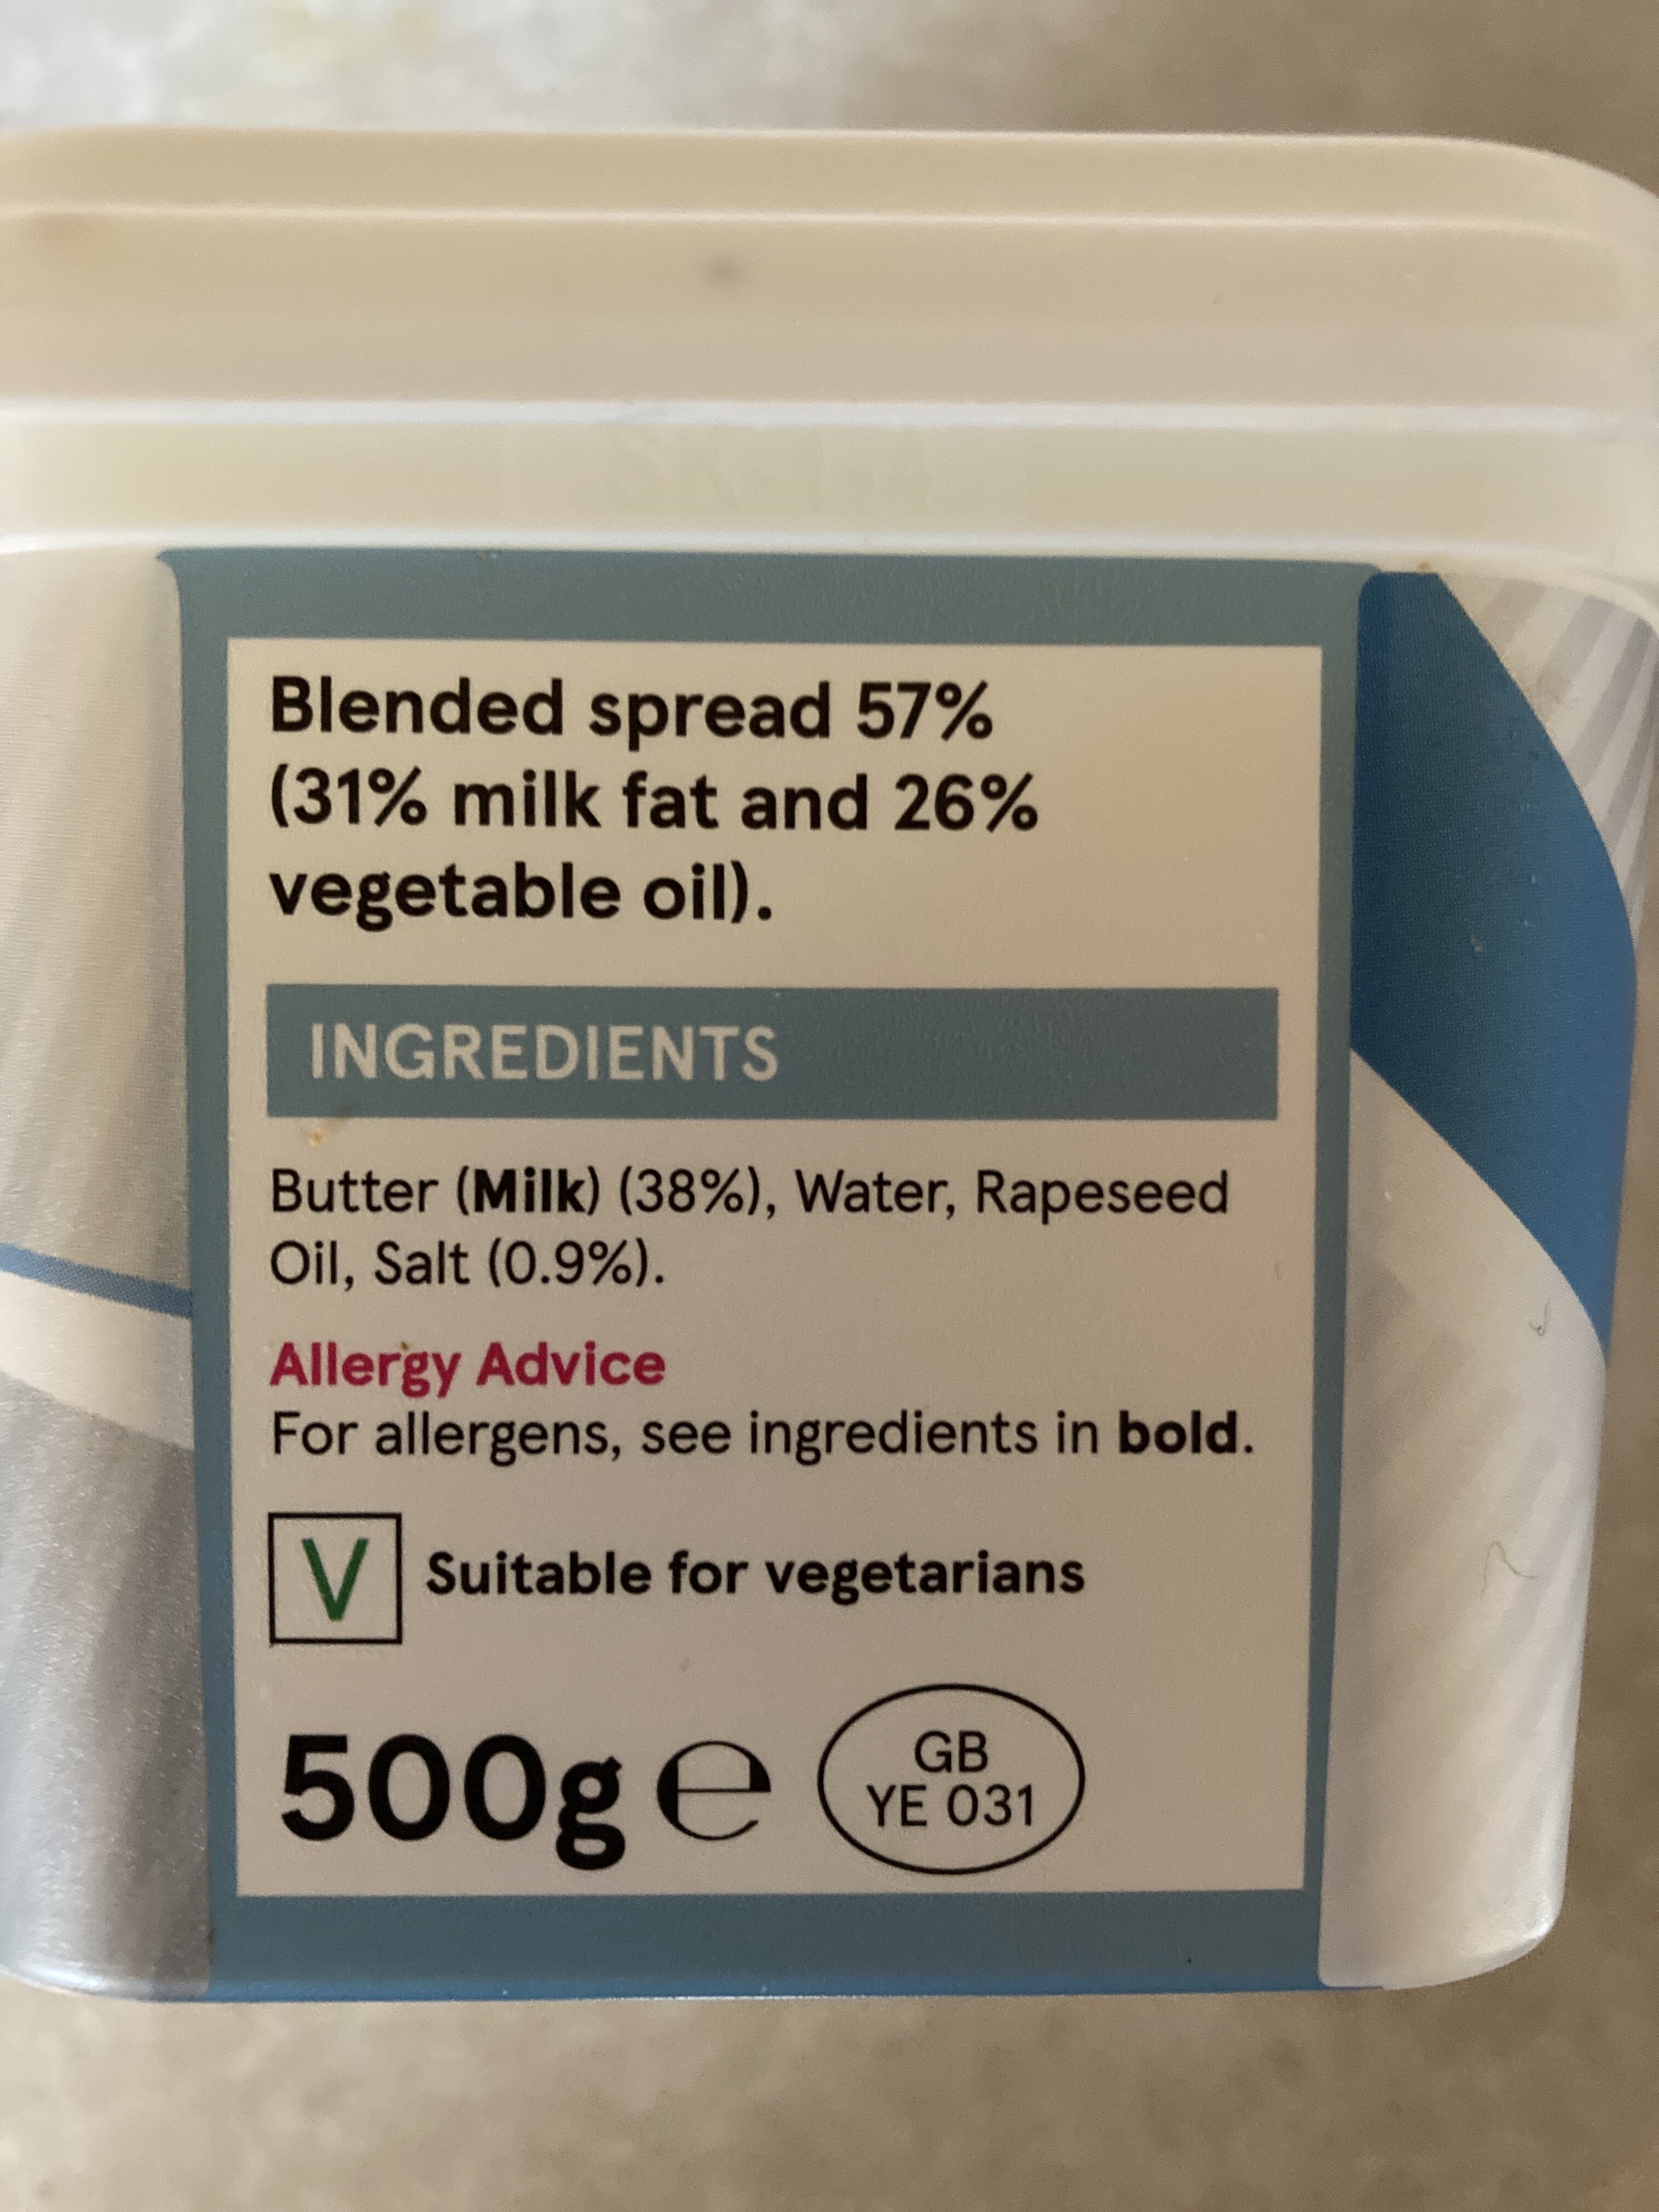 Blended spread 57%
(31% milk fat and 26%
vegetable oil).
INGREDIENTS
Butter (Milk) (38%), Water, Rapeseed
Oil, Salt (0.9%).
Allergy Advice
For allergens, see ingredients in bold.
V Suitable for vegetarians
500g ℮
GB
YE 031